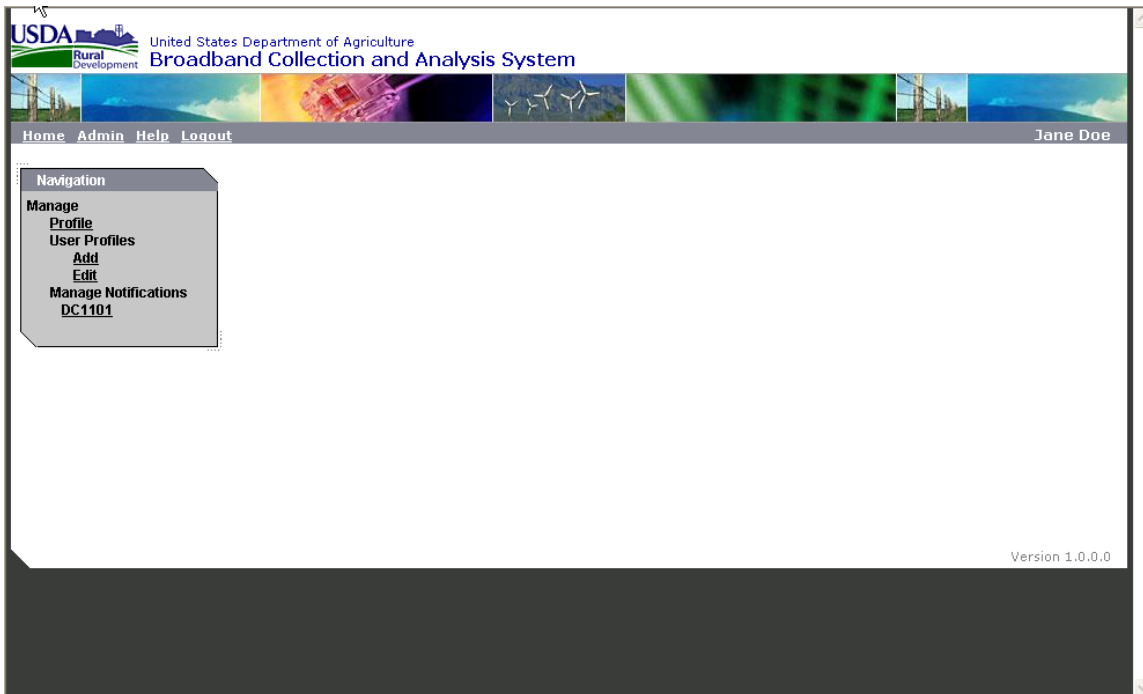 USDA
Rural
Development
United States Department of Agriculture
Broadband Collection and Analysis System
Home Admin Help Logout
Jane Doe
Navigation
Manage
Profile
User Profiles
Add
Edit
Manage Notifications
DC1101
Version 1.0.0.0